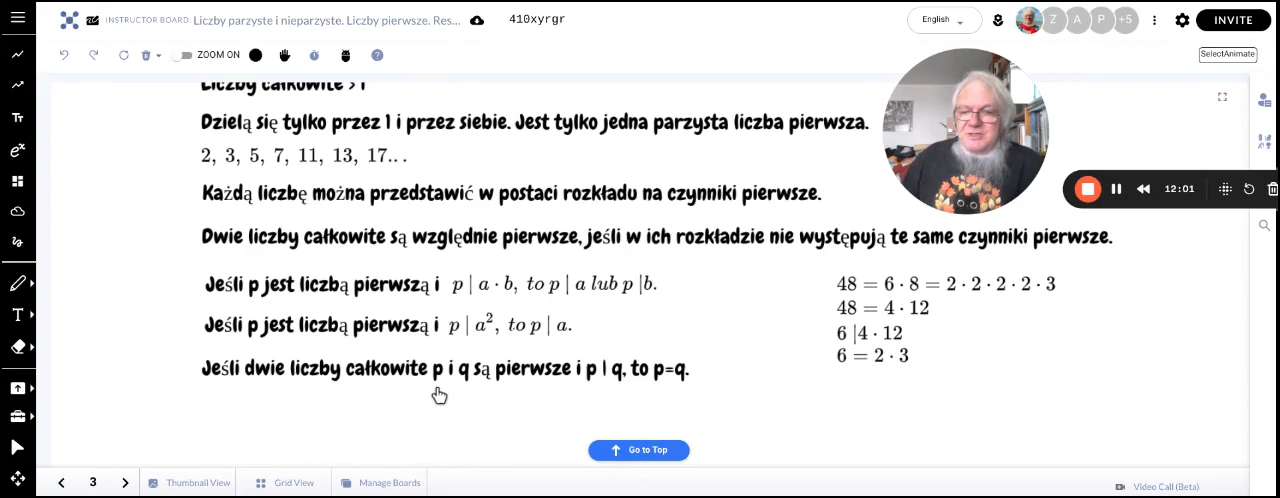 INSTRUCTOR BOARD: Liczby parzyste i nieparzyste. Liczby pierwsze. Res...
410xyrgr
English
Z A P +5
INVITE
ZOOM ON
SelectAnimate
Liczby całkowite > 1
Dzielą się tylko przez 1 i przez siebie. Jest tylko jedna parzysta liczba pierwsza.
2, 3, 5, 7, 11, 13, 17...
12:01
Każdą liczbę można przedstawić w postaci rozkładu na czynniki pierwsze.
Dwie liczby całkowite są względnie pierwsze, jeśli w ich rozkładzie nie występują te same czynniki pierwsze.
Jeśli p jest liczbą pierwszą i p | a · b, to p | a lub p |b.
Jeśli p jest liczbą pierwszą i p | a², to p | a.
Jeśli dwie liczby całkowite p i q są pierwsze i p | q, to p=q.
48 = 6 · 8 = 2 · 2 · 2 · 2 · 3
48 = 4 · 12
6 |4 · 12
6 = 2 · 3
Go to Top
3
Thumbnail View
Grid View
Manage Boards
Video Call (Beta)